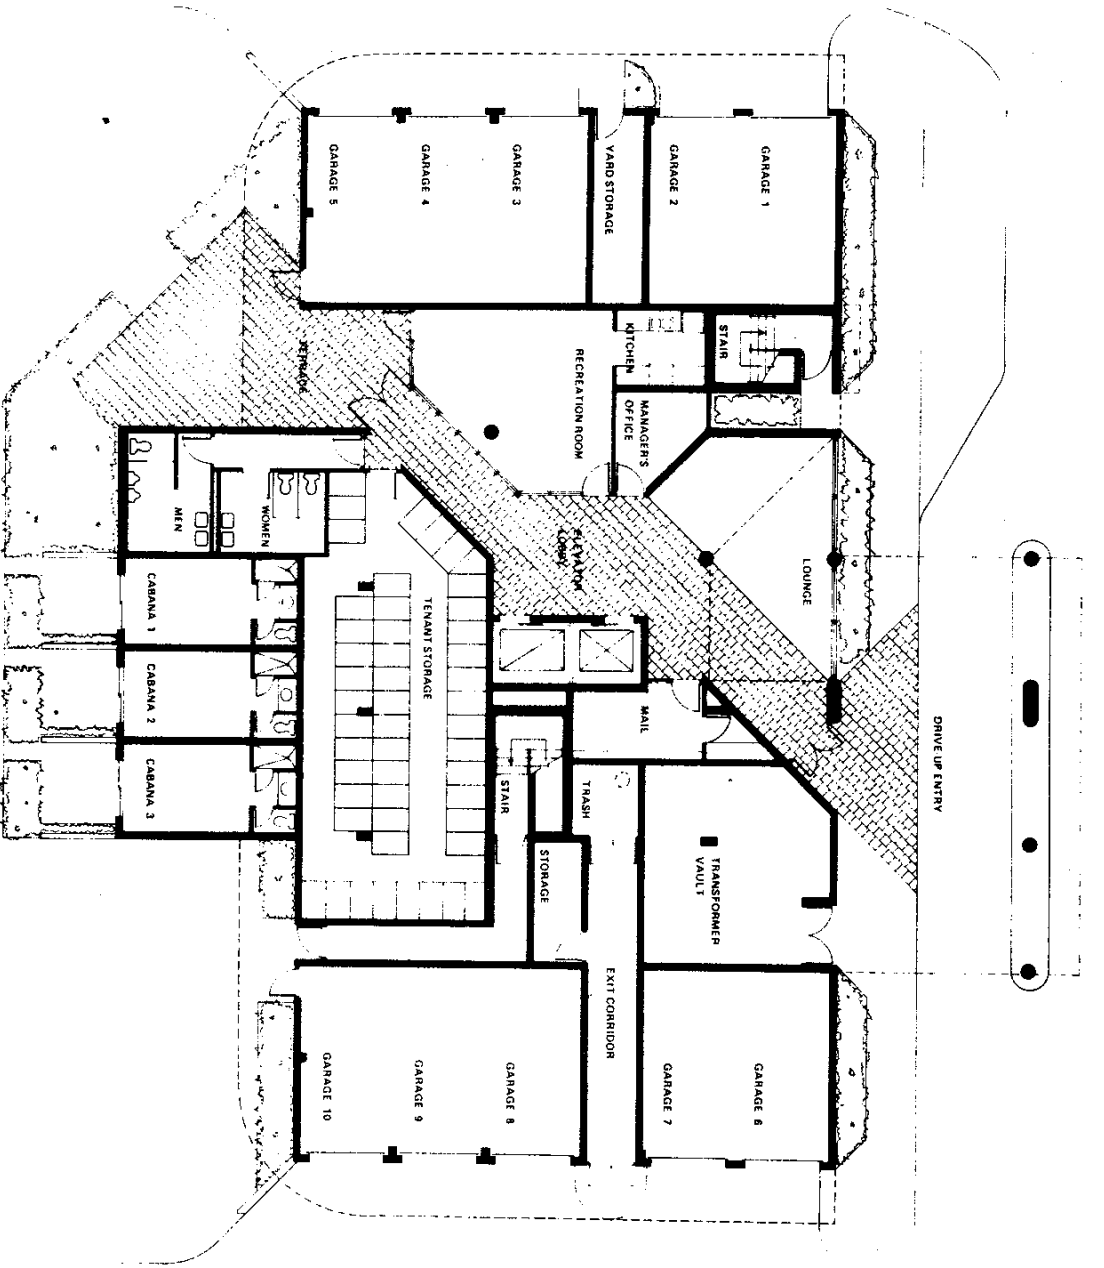 GARAGE 5
GARAGE 4
GARAGE 3
YARD STORAGE
GARAGE 2
GARAGE 1
TERRACE
RECREATION ROOM
KITCHEN
MANAGER'S
OFFICE
STAIR
MEN
WOMEN
ELEVATOR
LOBBY
LOUNGE
CABANA 1
CABANA 2
CABANA 3
TENANT STORAGE
MAIL
DRIVE UP ENTRY
STAIR
TRASH
STORAGE
TRANSFORMER
VAULT
EXIT CORRIDOR
GARAGE 10
GARAGE 9
GARAGE 8
GARAGE 7
GARAGE 6